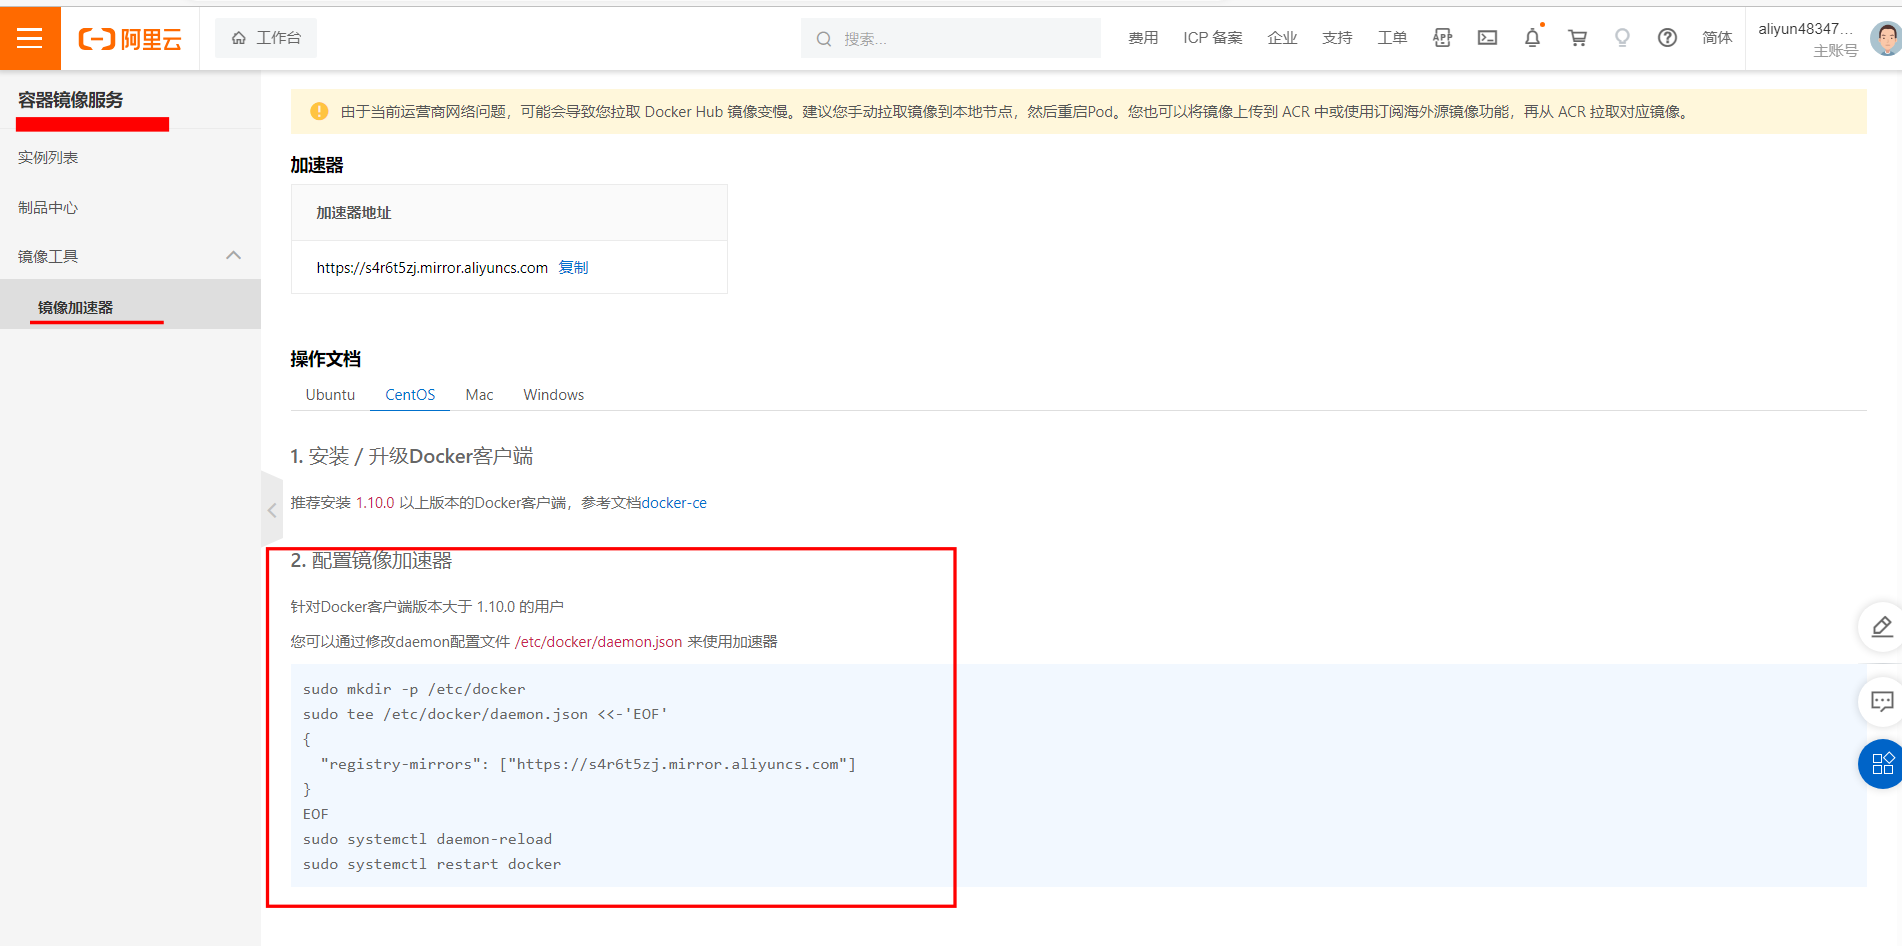 阿里云
工作台
搜索...
费用
ICP 备案
企业
支持
工单
APP
简体
aliyun48347...
主账号
容器镜像服务
实例列表
制品中心
镜像工具
镜像加速器
由于当前运营商网络问题，可能会导致您拉取 Docker Hub 镜像变慢。建议您手动拉取镜像到本地节点，然后重启Pod。您也可以将镜像上传到 ACR 中或使用订阅海外源镜像功能，再从 ACR 拉取对应镜像。
加速器
加速器地址
https://s4r6t5zj.mirror.aliyuncs.com 复制
操作文档
Ubuntu CentOS Mac Windows
1. 安装 / 升级Docker客户端
推荐安装 1.10.0 以上版本的Docker客户端，参考文档docker-ce
2. 配置镜像加速器
针对Docker客户端版本大于 1.10.0 的用户
您可以通过修改daemon配置文件 /etc/docker/daemon.json 来使用加速器
sudo mkdir -p /etc/docker
sudo tee /etc/docker/daemon.json <<-'EOF'
{
  "registry-mirrors": ["https://s4r6t5zj.mirror.aliyuncs.com"]
}
EOF
sudo systemctl daemon-reload
sudo systemctl restart docker